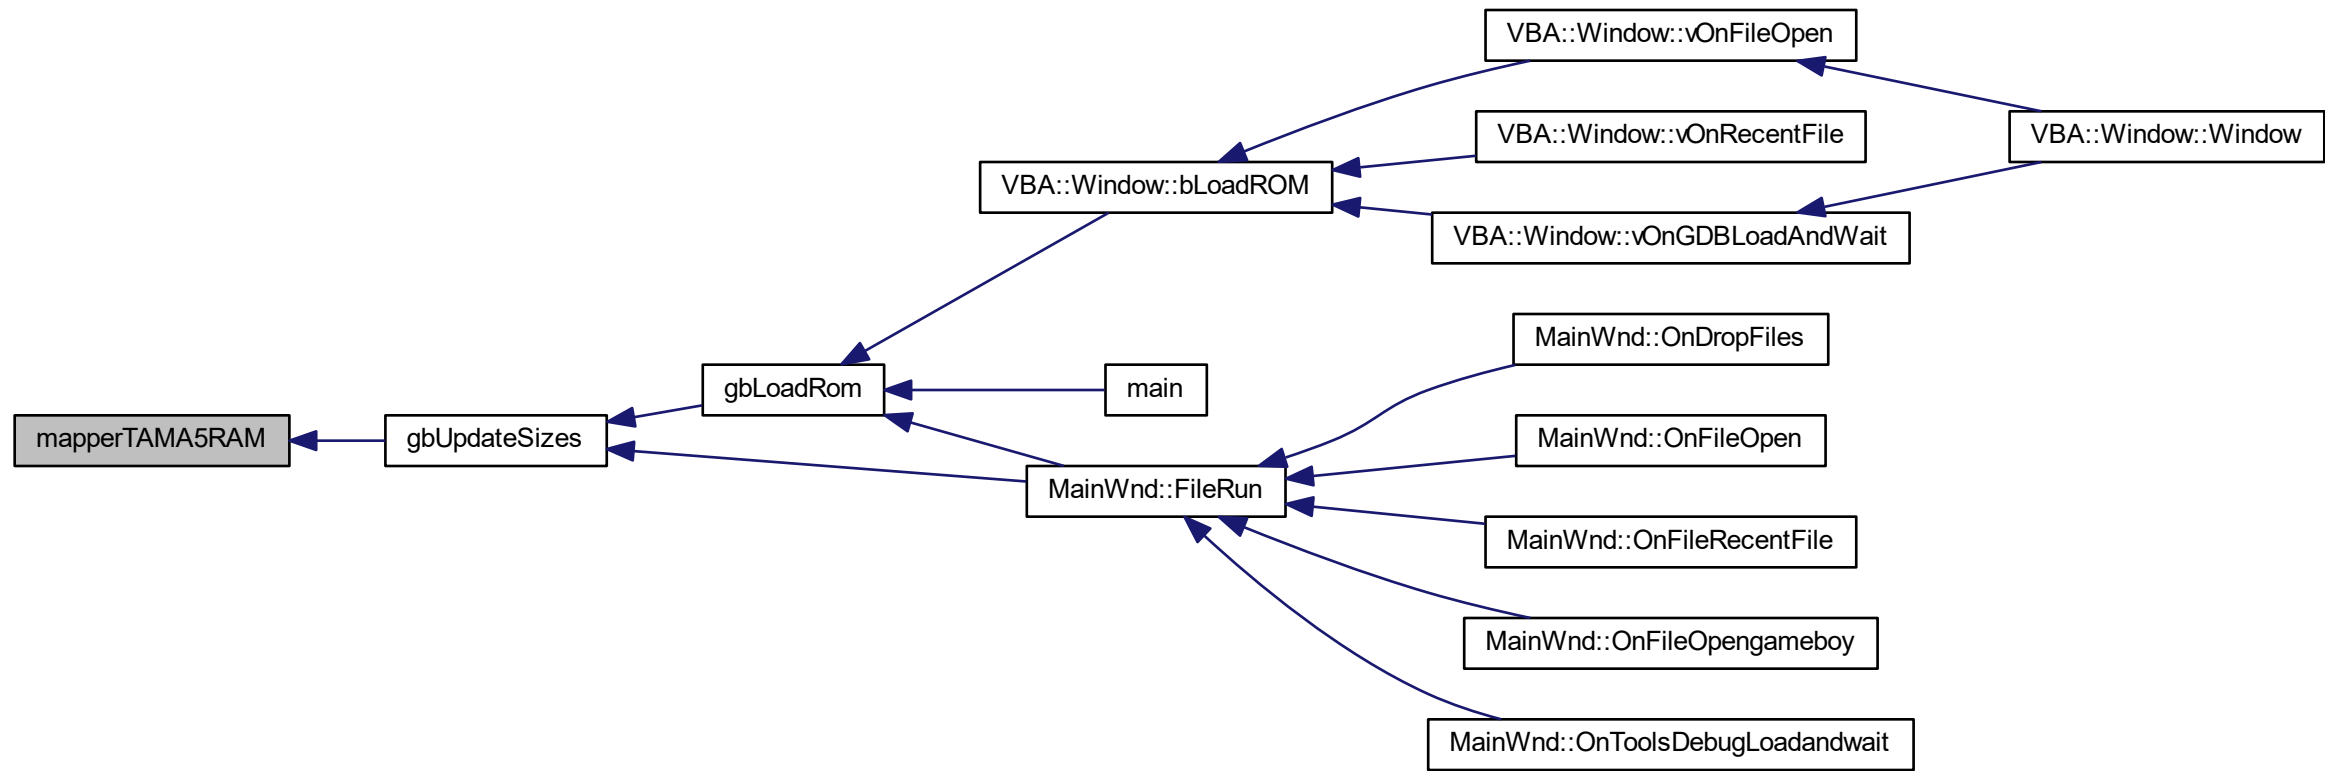 VBA::Window::vOnFileOpen
VBA::Window::vOnRecentFile
VBA::Window::Window
VBA::Window::bLoadROM
VBA::Window::vOnGDBLoadAndWait
MainWnd::OnDropFiles
gbLoadRom
main
mapperTAMA5RAM
gbUpdateSizes
MainWnd::OnFileOpen
MainWnd::FileRun
MainWnd::OnFileRecentFile
MainWnd::OnFileOpengameboy
MainWnd::OnToolsDebugLoadandwait